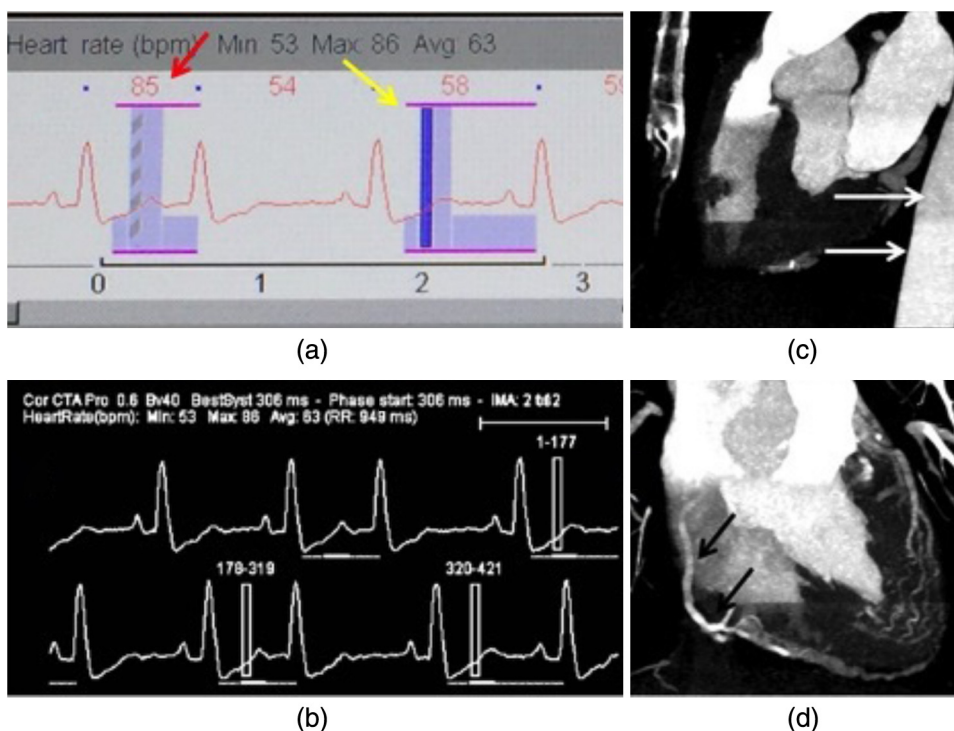 Heart rate (bpm) Min: 53 Max: 86 Avg: 63
85 54 58 59
0 1 2 3
(a)
(c)
Cor CTA Pro 0.6 Bv40 BestSyst 306 ms - Phase start: 306 ms - IMA: 2
HeartRate(bpm): Min: 53 Max: 86 Avg: 63 (RR: 949 ms)
1-177
178-319 320-421
(b)
(d)